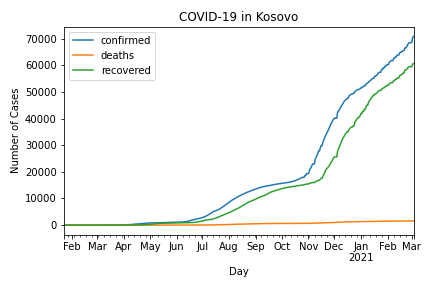 COVID-19 in Kosovo
confirmed
deaths
recovered
Number of Cases
70000
60000
50000
40000
30000
20000
10000
0
Feb Mar Apr May Jun Jul Aug Sep Oct Nov Dec Jan Feb Mar
2021
Day